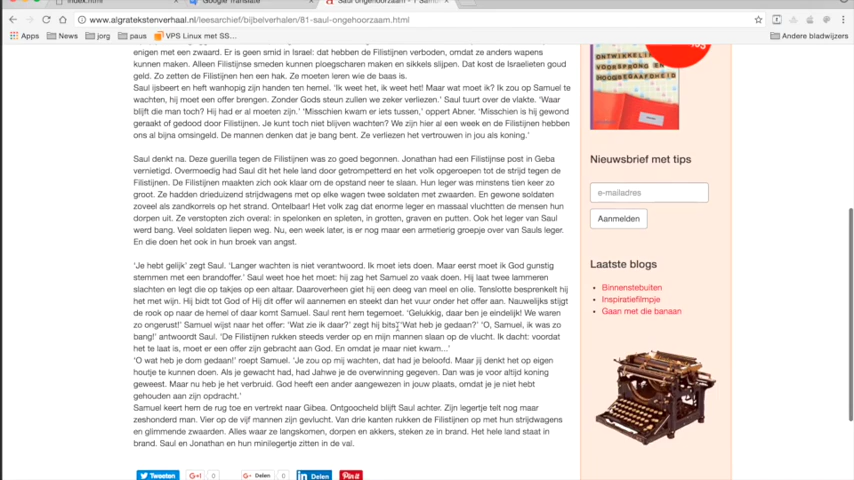 index.html
Google Translate
Saul ongehoorzaam - 1 Sam
www.algratekstenverhaal.nl/leesarchief/bijbelverhalen/81-saul-ongehoorzaam.html
Apps
News
jorg
paus
VPS Linux met SS…
Andere bladwijzers
enigen met een zwaard. Er is geen smid in Israel: dat hebben de Filistijnen verboden, omdat ze anders wapens
kunnen maken. Alleen Filistijnse smeden kunnen ploegscharen maken en sikkels slijpen. Dat kost de Israelieten goud
geld. Zo zetten de Filistijnen hen een hak. Ze moeten leren wie de baas is.
Saul ijsbeert en heft wanhopig zijn handen ten hemel. 'Ik weet het, ik weet het! Maar wat moet ik? Ik zou op Samuel te
wachten, hij moet een offer brengen. Zonder Gods steun zullen we zeker verliezen.' Saul tuurt over de vlakte. 'Waar
blijft die man toch? Hij had er al moeten zijn.' 'Misschien kwam er iets tussen,' oppert Abner. 'Misschien is hij gewond
geraakt of gedood door Filistijnen. Je kunt toch niet blijven wachten? We zijn hier al een week en de Filistijnen hebben
ons al bijna omsingeld. De mannen denken dat je bang bent. Ze verliezen het vertrouwen in jou als koning.'
Saul denkt na. Deze guerilla tegen de Filistijnen was zo goed begonnen. Jonathan had een Filistijnse post in Geba
vernietigd. Overmoedig had Saul dit het hele land door getrompetterd en het volk opgeroepen tot de strijd tegen de
Filistijnen. De Filistijnen maakten zich ook klaar om de opstand neer te slaan. Hun leger was minstens tien keer zo
groot. Ze hadden drieduizend strijdwagens met op elke wagen twee soldaten met zwaarden. En gewone soldaten
zoveel als zandkorrels op het strand. Ontelbaar! Het volk zag dat enorme leger en massaal vluchtten de mensen hun
dorpen uit. Ze verstopten zich overal: in spelonken en spleten, in grotten, graven en putten. Ook het leger van Saul
werd bang. Veel soldaten liepen weg. Nu, een week later, is er nog maar een armetierig groepje over van Sauls leger.
En die doen het ook in hun broek van angst.
'Je hebt gelijk' zegt Saul. 'Langer wachten is niet verantwoord. Ik moet iets doen. Maar eerst moet ik God gunstig
stemmen met een brandoffer.' Saul weet hoe het moet: hij zag het Samuel zo vaak doen. Hij laat twee lammeren
slachten en legt die op takjes op een altaar. Daaroverheen giet hij een deeg van meel en olie. Tenslotte besprenkelt hij
het met wijn. Hij bidt tot God of Hij dit offer wil aannemen en steekt dan het vuur onder het offer aan. Nauwelijks stijgt
de rook op naar de hemel of daar komt Samuel. Saul rent hem tegemoet. 'Gelukkig, daar ben je eindelijk! We waren
zo ongerust!' Samuel wijst naar het offer: 'Wat zie ik daar?' zegt hij bits. 'Wat heb je gedaan?' 'O, Samuel, ik was zo
bang!' antwoordt Saul. 'De Filistijnen rukken steeds verder op en mijn mannen slaan op de vlucht. Ik dacht: voordat
het te laat is, moet er een offer zijn gebracht aan God. En omdat je maar niet kwam...'
'O wat heb je dom gedaan!' roept Samuel. 'Je zou op mij wachten, dat had je beloofd. Maar jij denkt het op eigen
houtje te kunnen doen. Als je gewacht had, had Jahwe je de overwinning gegeven. Dan was je voor altijd koning
geweest. Maar nu heb je het verbruid. God heeft een ander aangewezen in jouw plaats, omdat je je niet hebt
gehouden aan zijn opdracht.'
Samuel keert hem de rug toe en vertrekt naar Gibea. Ontgoocheld blijft Saul achter. Zijn legertje telt nog maar
zeshonderd man. Vier op de vijf mannen zijn gevlucht. Van drie kanten rukken de Filistijnen op met hun strijdwagens
en glimmende zwaarden. Alles waar ze langskomen, dorpen en akkers, steken ze in brand. Het hele land staat in
brand. Saul en Jonathan en hun minilegertje zitten in de val.
Tweeten
G+1
0
G+ Delen
0
in Delen
Pin it
ONTWIKKELINGS
VOORSPRONG EN
HOOGBEGAAFDHEID
Nieuwsbrief met tips
e-mailadres
Aanmelden
Laatste blogs
Binnenstebuiten
Inspiratiefilmpje
Gaan met die banaan